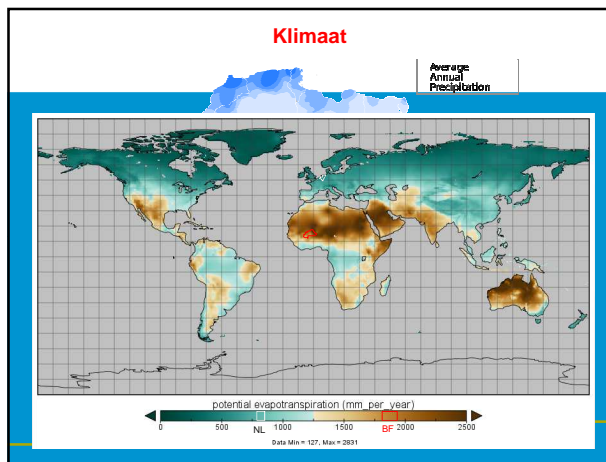 Klimaat
Average
Annual
Precipitation
potential evapotranspiration (mm_per_year)
0 500 1000 1500 2000 2500
NL BF
Data Min = 127, Max = 2831